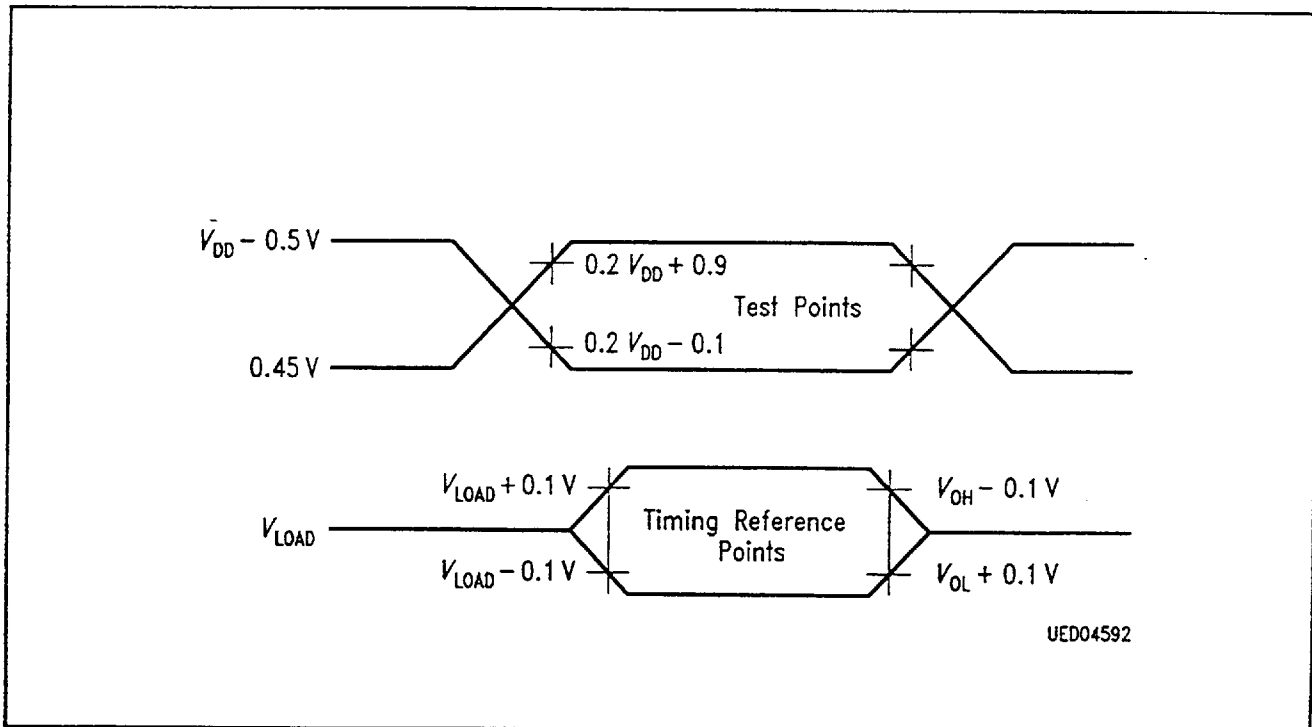 V_DD − 0.5 V
0.2 V_DD + 0.9
Test Points
0.2 V_DD − 0.1
0.45 V
V_LOAD + 0.1 V
V_OH − 0.1 V
V_LOAD
Timing Reference
Points
V_LOAD − 0.1 V
V_OL + 0.1 V
UED04592